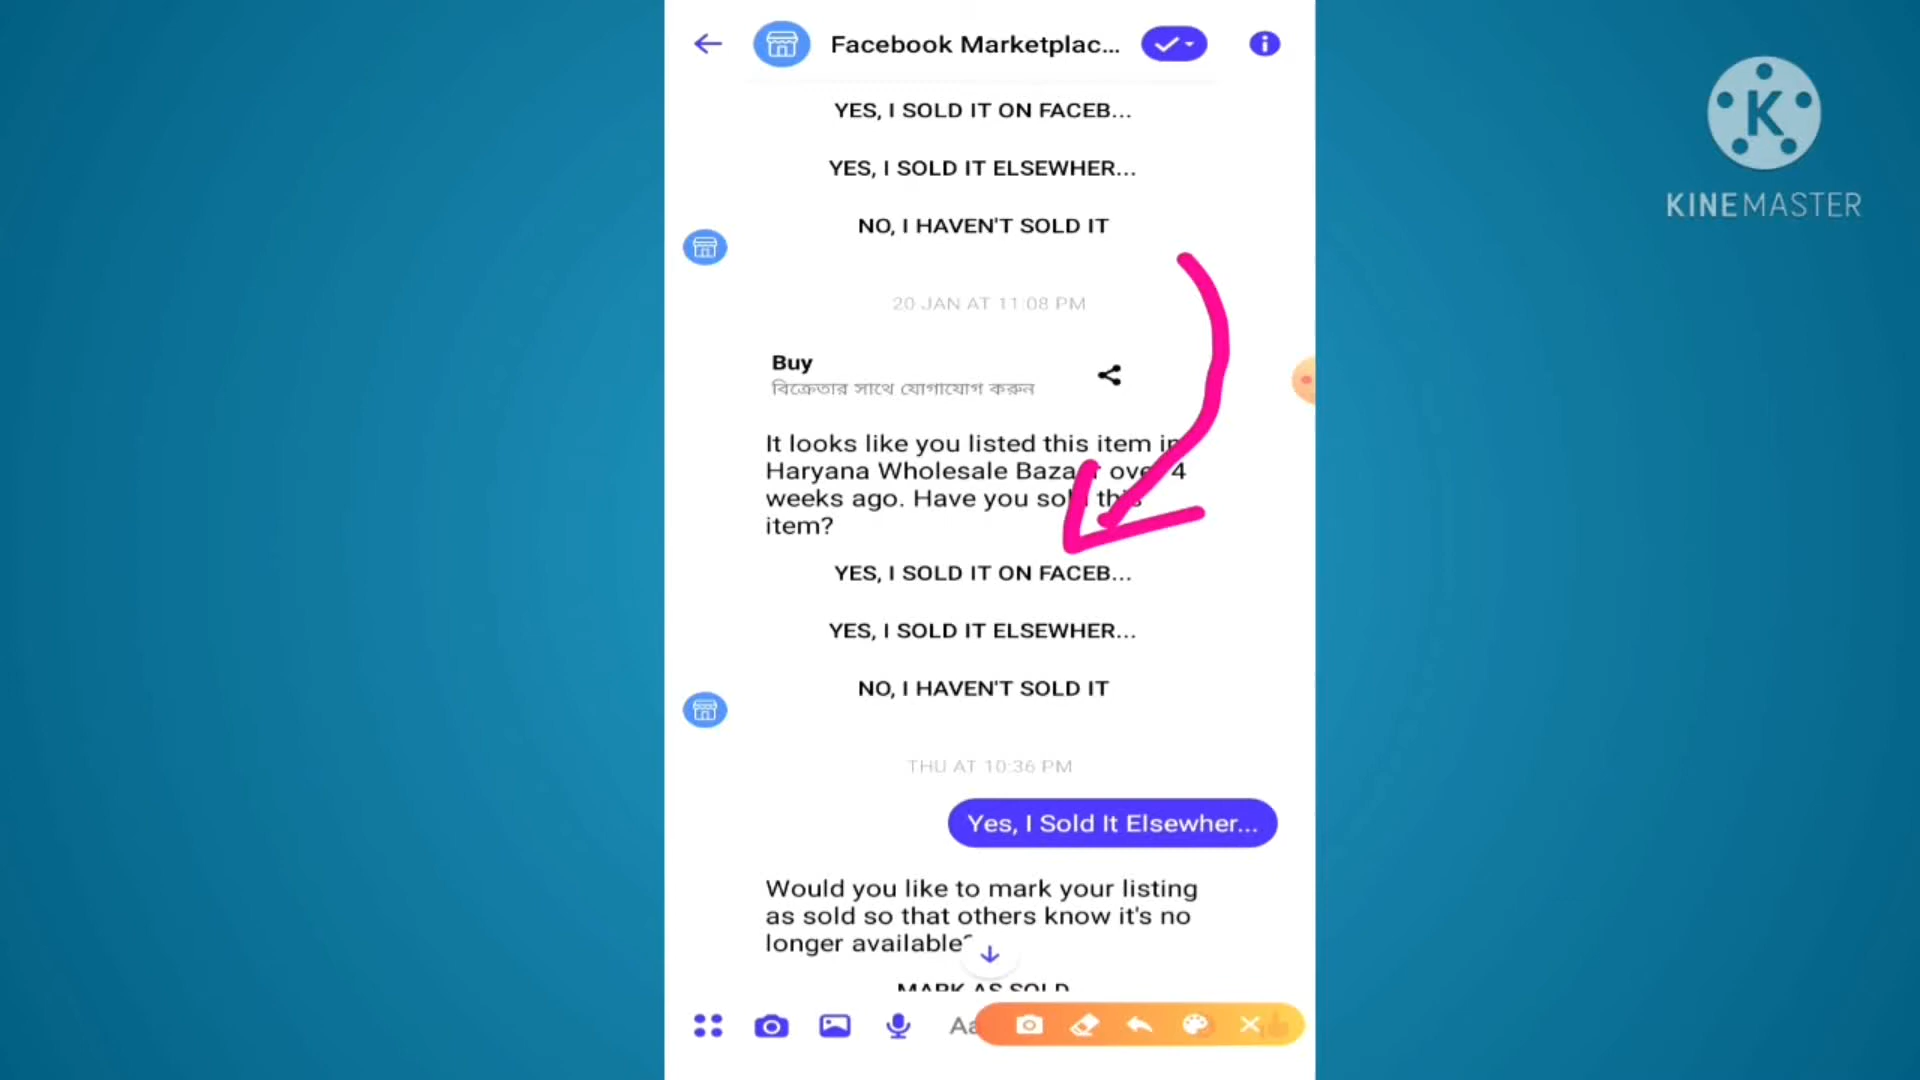 Facebook Marketplac...
YES, I SOLD IT ON FACEB...
YES, I SOLD IT ELSEWHER...
NO, I HAVEN'T SOLD IT
20 JAN AT 11:08 PM
Buy
বিক্রেতার সাথে যোগাযোগ করুন
It looks like you listed this item in
Haryana Wholesale Bazaar over 4
weeks ago. Have you sold this
item?
YES, I SOLD IT ON FACEB...
YES, I SOLD IT ELSEWHER...
NO, I HAVEN'T SOLD IT
THU AT 10:36 PM
Yes, I Sold It Elsewher...
Would you like to mark your listing
as sold so that others know it's no
longer available?
MARK AS SOLD
Aa
K
KINEMASTER